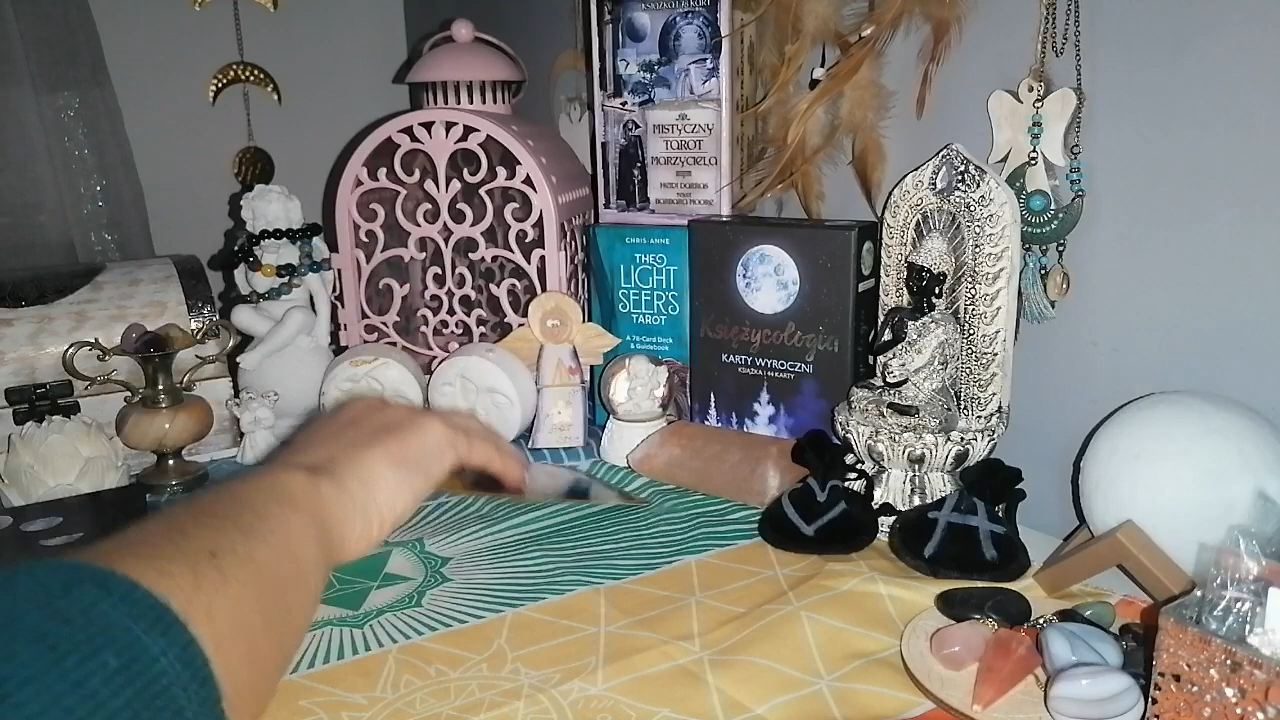 KSIĄŻKA I 78 KART
MISTYCZNY
TAROT
MARZYCIELA
HEIDI DARRAS
TEKST
BARBARA MOORE
CHRIS-ANNE
THE
LIGHT
SEER'S
TAROT
A 78-Card Deck
& Guidebook
Księżycologia
KARTY WYROCZNI
KSIĄŻKA I 44 KARTY